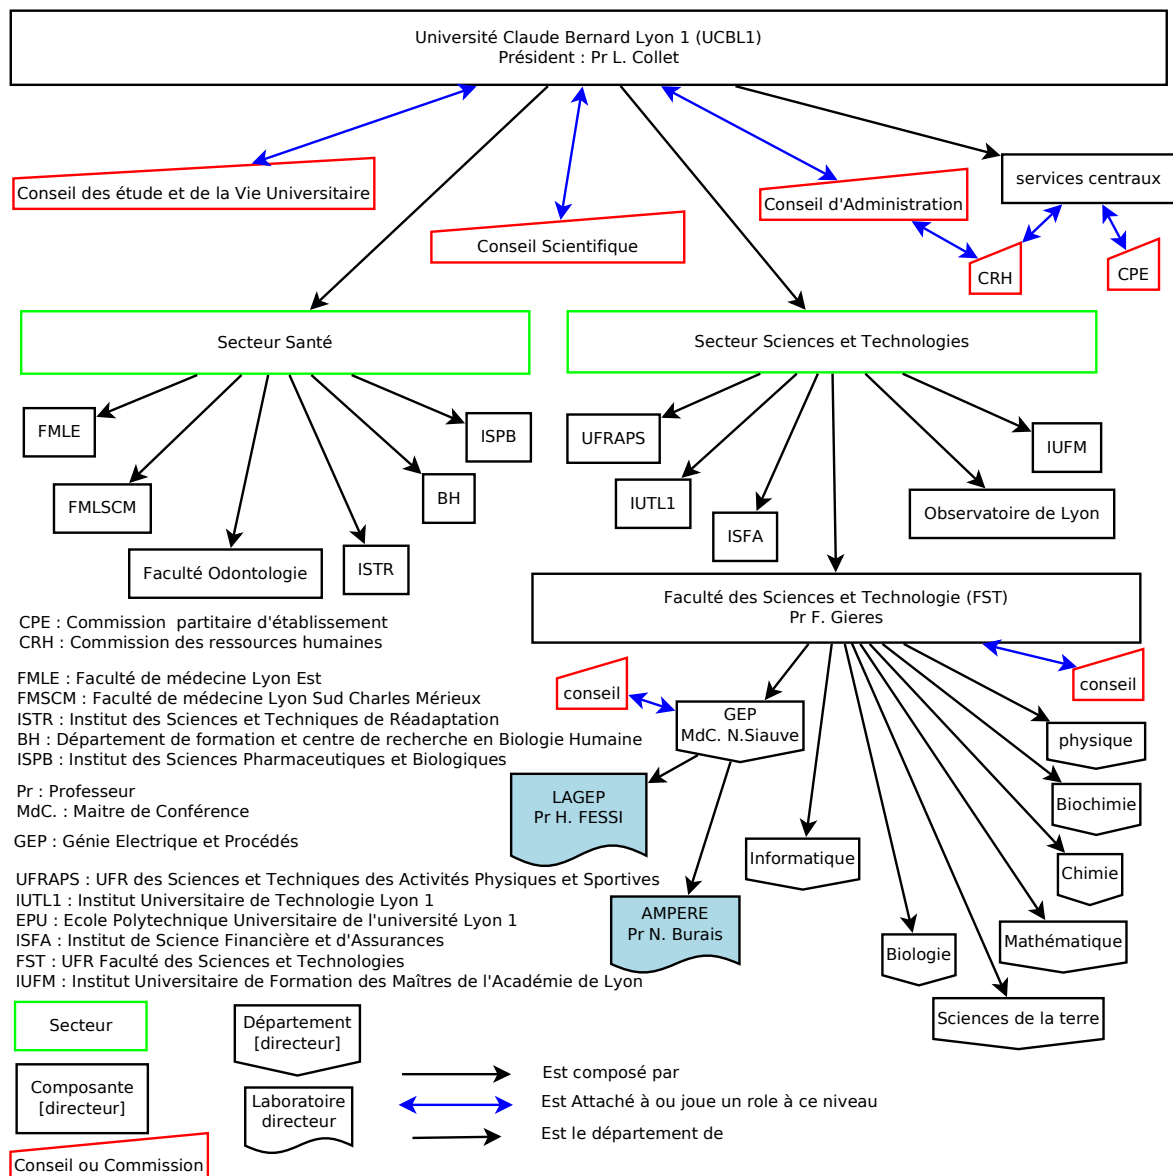 Université Claude Bernard Lyon 1 (UCBL1)
Président : Pr L. Collet
Conseil des étude et de la Vie Universitaire
Conseil Scientifique
Conseil d'Administration
services centraux
CRH
CPE
Secteur Santé
Secteur Sciences et Technologies
FMLE
ISPB
FMLSCM
BH
Faculté Odontologie
ISTR
UFRAPS
IUFM
IUTL1
Observatoire de Lyon
ISFA
Faculté des Sciences et Technologie (FST)
Pr F. Gieres
CPE : Commission  partitaire d'établissement
CRH : Commission des ressources humaines
FMLE : Faculté de médecine Lyon Est
FMSCM : Faculté de médecine Lyon Sud Charles Mérieux
ISTR : Institut des Sciences et Techniques de Réadaptation
BH : Département de formation et centre de recherche en Biologie Humaine
ISPB : Institut des Sciences Pharmaceutiques et Biologiques
Pr : Professeur
MdC. : Maitre de Conférence
GEP : Génie Electrique et Procédés
UFRAPS : UFR des Sciences et Techniques des Activités Physiques et Sportives
IUTL1 : Institut Universitaire de Technologie Lyon 1
EPU : Ecole Polytechnique Universitaire de l'université Lyon 1
ISFA : Institut de Science Financière et d'Assurances
FST : UFR Faculté des Sciences et Technologies
IUFM : Institut Universitaire de Formation des Maîtres de l'Académie de Lyon
conseil
conseil
GEP
MdC. N.Siauve
physique
LAGEP
Pr H. FESSI
Biochimie
Informatique
Chimie
AMPERE
Pr N. Burais
Mathématique
Biologie
Sciences de la terre
Secteur
Département
[directeur]
Composante
[directeur]
Laboratoire
directeur
Conseil ou Commission
Est composé par
Est Attaché à ou joue un role à ce niveau
Est le département de